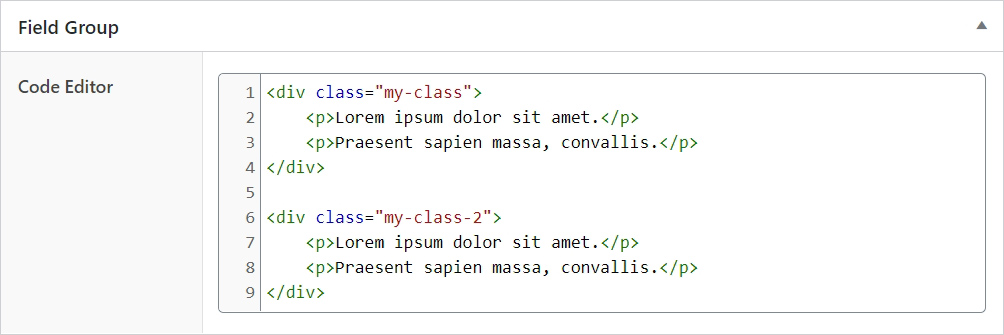 Field Group
Code Editor
1 <div class="my-class">
2     <p>Lorem ipsum dolor sit amet.</p>
3     <p>Praesent sapien massa, convallis.</p>
4 </div>
5
6 <div class="my-class-2">
7     <p>Lorem ipsum dolor sit amet.</p>
8     <p>Praesent sapien massa, convallis.</p>
9 </div>